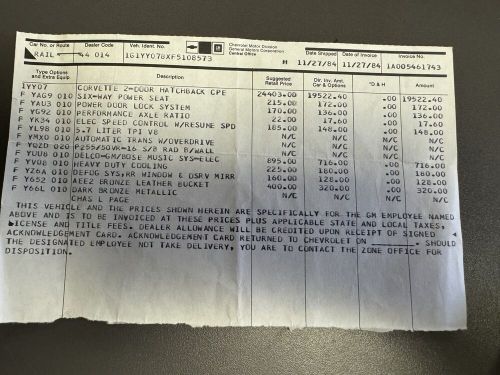 Car No. or Route Dealer Code Veh. Ident. No. Chevrolet Motor Division General Motors Corporation Central Office Date Shipped Date of Invoice Invoice No.
RAIL 44 014 1G1YY078XF5108573 H 11/27/84 11/27/84 1A005461743
Type Options and Extra Equip Description Suggested Retail Price Dlr. Inv. Amt. Car & Options *D & H Amount
1YY07 CORVETTE 2-DOOR HATCHBACK CPE 24403.00 19522.40 .00 19522.40
F YAG9 010 SIX-WAY POWER SEAT 215.00 172.00 .00 172.00
F YAU3 010 POWER DOOR LOCK SYSTEM 170.00 136.00 .00 136.00
F YG92 010 PERFORMANCE AXLE RATIO 22.00 17.60 .00 17.60
F YK34 010 ELEC SPEED CONTROL W/RESUME SPD 185.00 148.00 .00 148.00
F YL98 010 5.7 LITER TPI V8 N/C N/C N/C
F YMX0 010 AUTOMATIC TRANS W/OVERDRIVE N/C N/C N/C
F YQZD 020 P255/50VR-16 S/B RAD B/WALL N/C N/C N/C
F YUU8 010 DELCO-GM/BOSE MUSIC SYS-ELEC 895.00 716.00 .00 716.00
F YV08 010 HEAVY DUTY COOLING 225.00 180.00 .00 180.00
F YZ6A 010 DEFOG SYS,RR WINDOW & DSRV MIRR 160.00 128.00 .00 128.00
F Y652 010 AEE2 BRONZE LEATHER BUCKET 400.00 320.00 .00 320.00
F Y66L 010 DARK BRONZE METALLIC N/C N/C N/C
CHAS L PAGE
THIS VEHICLE AND THE PRICES SHOWN HEREIN ARE SPECIFICALLY FOR THE GM EMPLOYEE NAMED
ABOVE AND IS TO BE INVOICED AT THESE PRICES PLUS APPLICABLE STATE AND LOCAL TAXES,
LICENSE AND TITLE FEES. DEALER ALLOWANCE WILL BE CREDITED UPON RECEIPT OF SIGNED
ACKNOWLEDGEMENT CARD. ACKNOWLEDGEMENT CARD RETURNED TO CHEVROLET ON ______. SHOULD
THE DESIGNATED EMPLOYEE NOT TAKE DELIVERY, YOU ARE TO CONTACT THE ZONE OFFICE FOR
DISPOSITION.